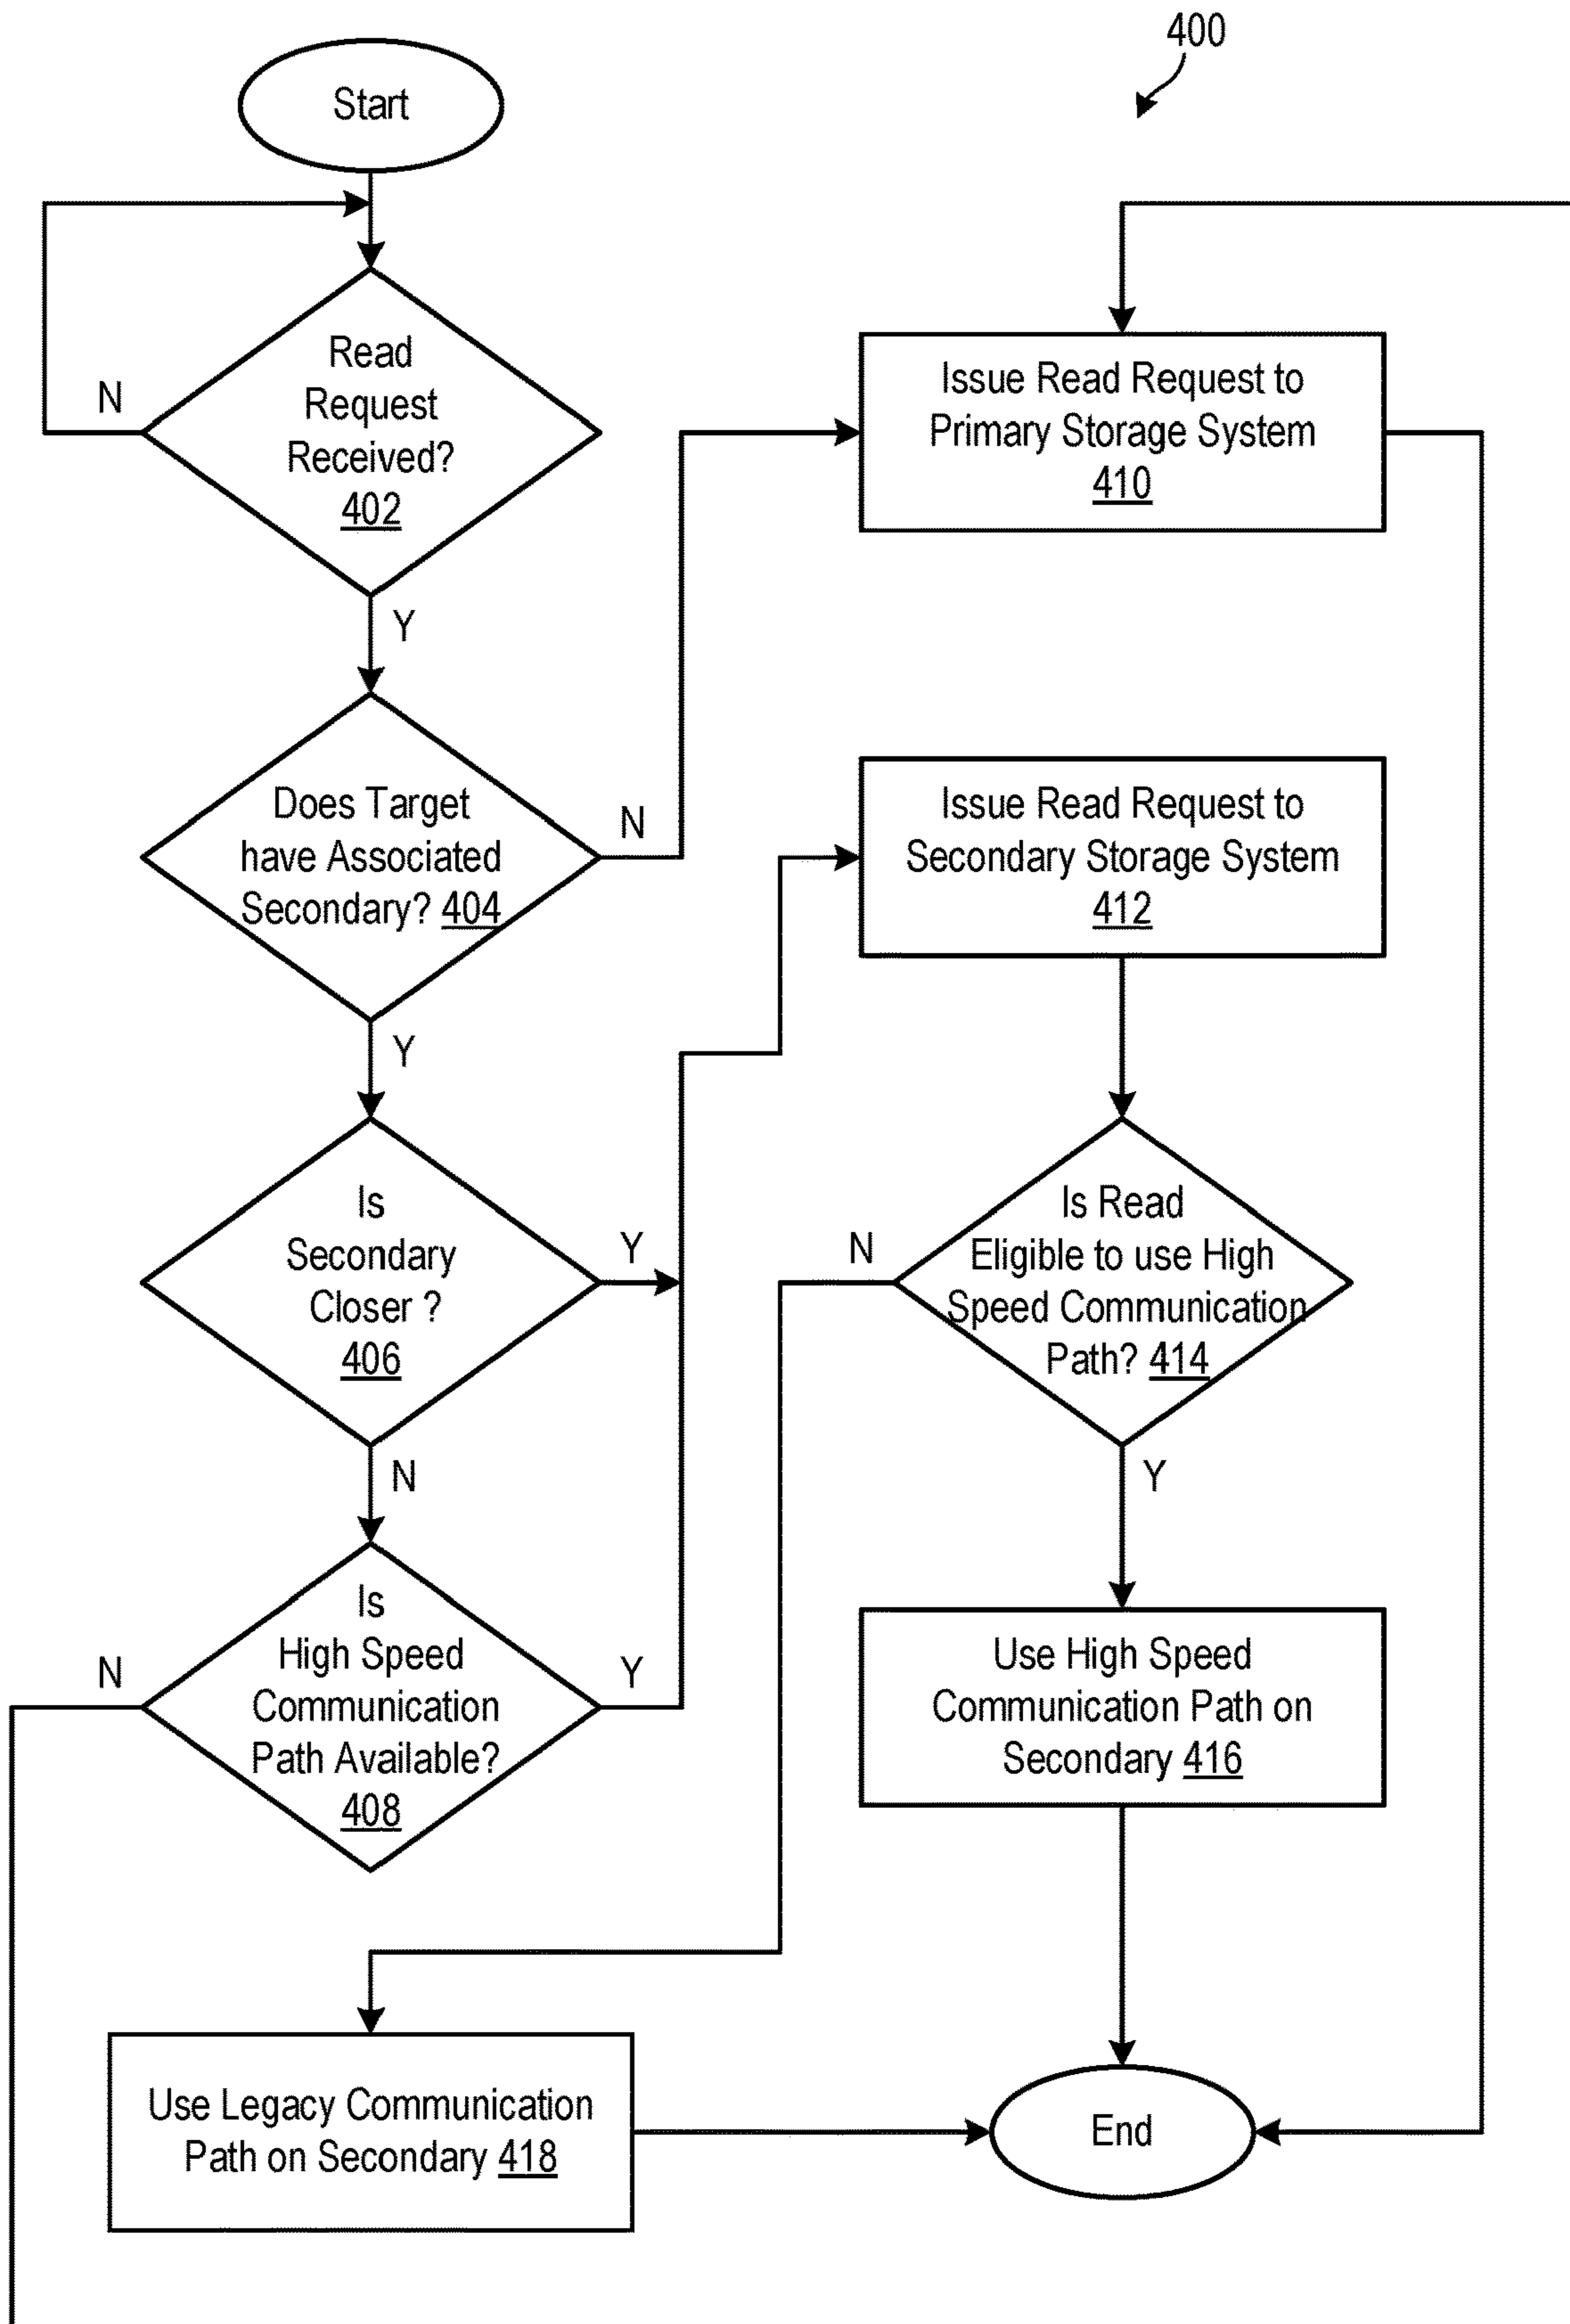 400
Start
Read
Request
Received?
402
N
Y
Issue Read Request to
Primary Storage System
410
Does Target
have Associated
Secondary? 404
N
Y
Issue Read Request to
Secondary Storage System
412
Is
Secondary
Closer ?
406
Y
N
Is Read
Eligible to use High
Speed Communication
Path? 414
N
Y
Is
High Speed
Communication
Path Available?
408
N
Y
Use High Speed
Communication Path on
Secondary 416
Use Legacy Communication
Path on Secondary 418
End